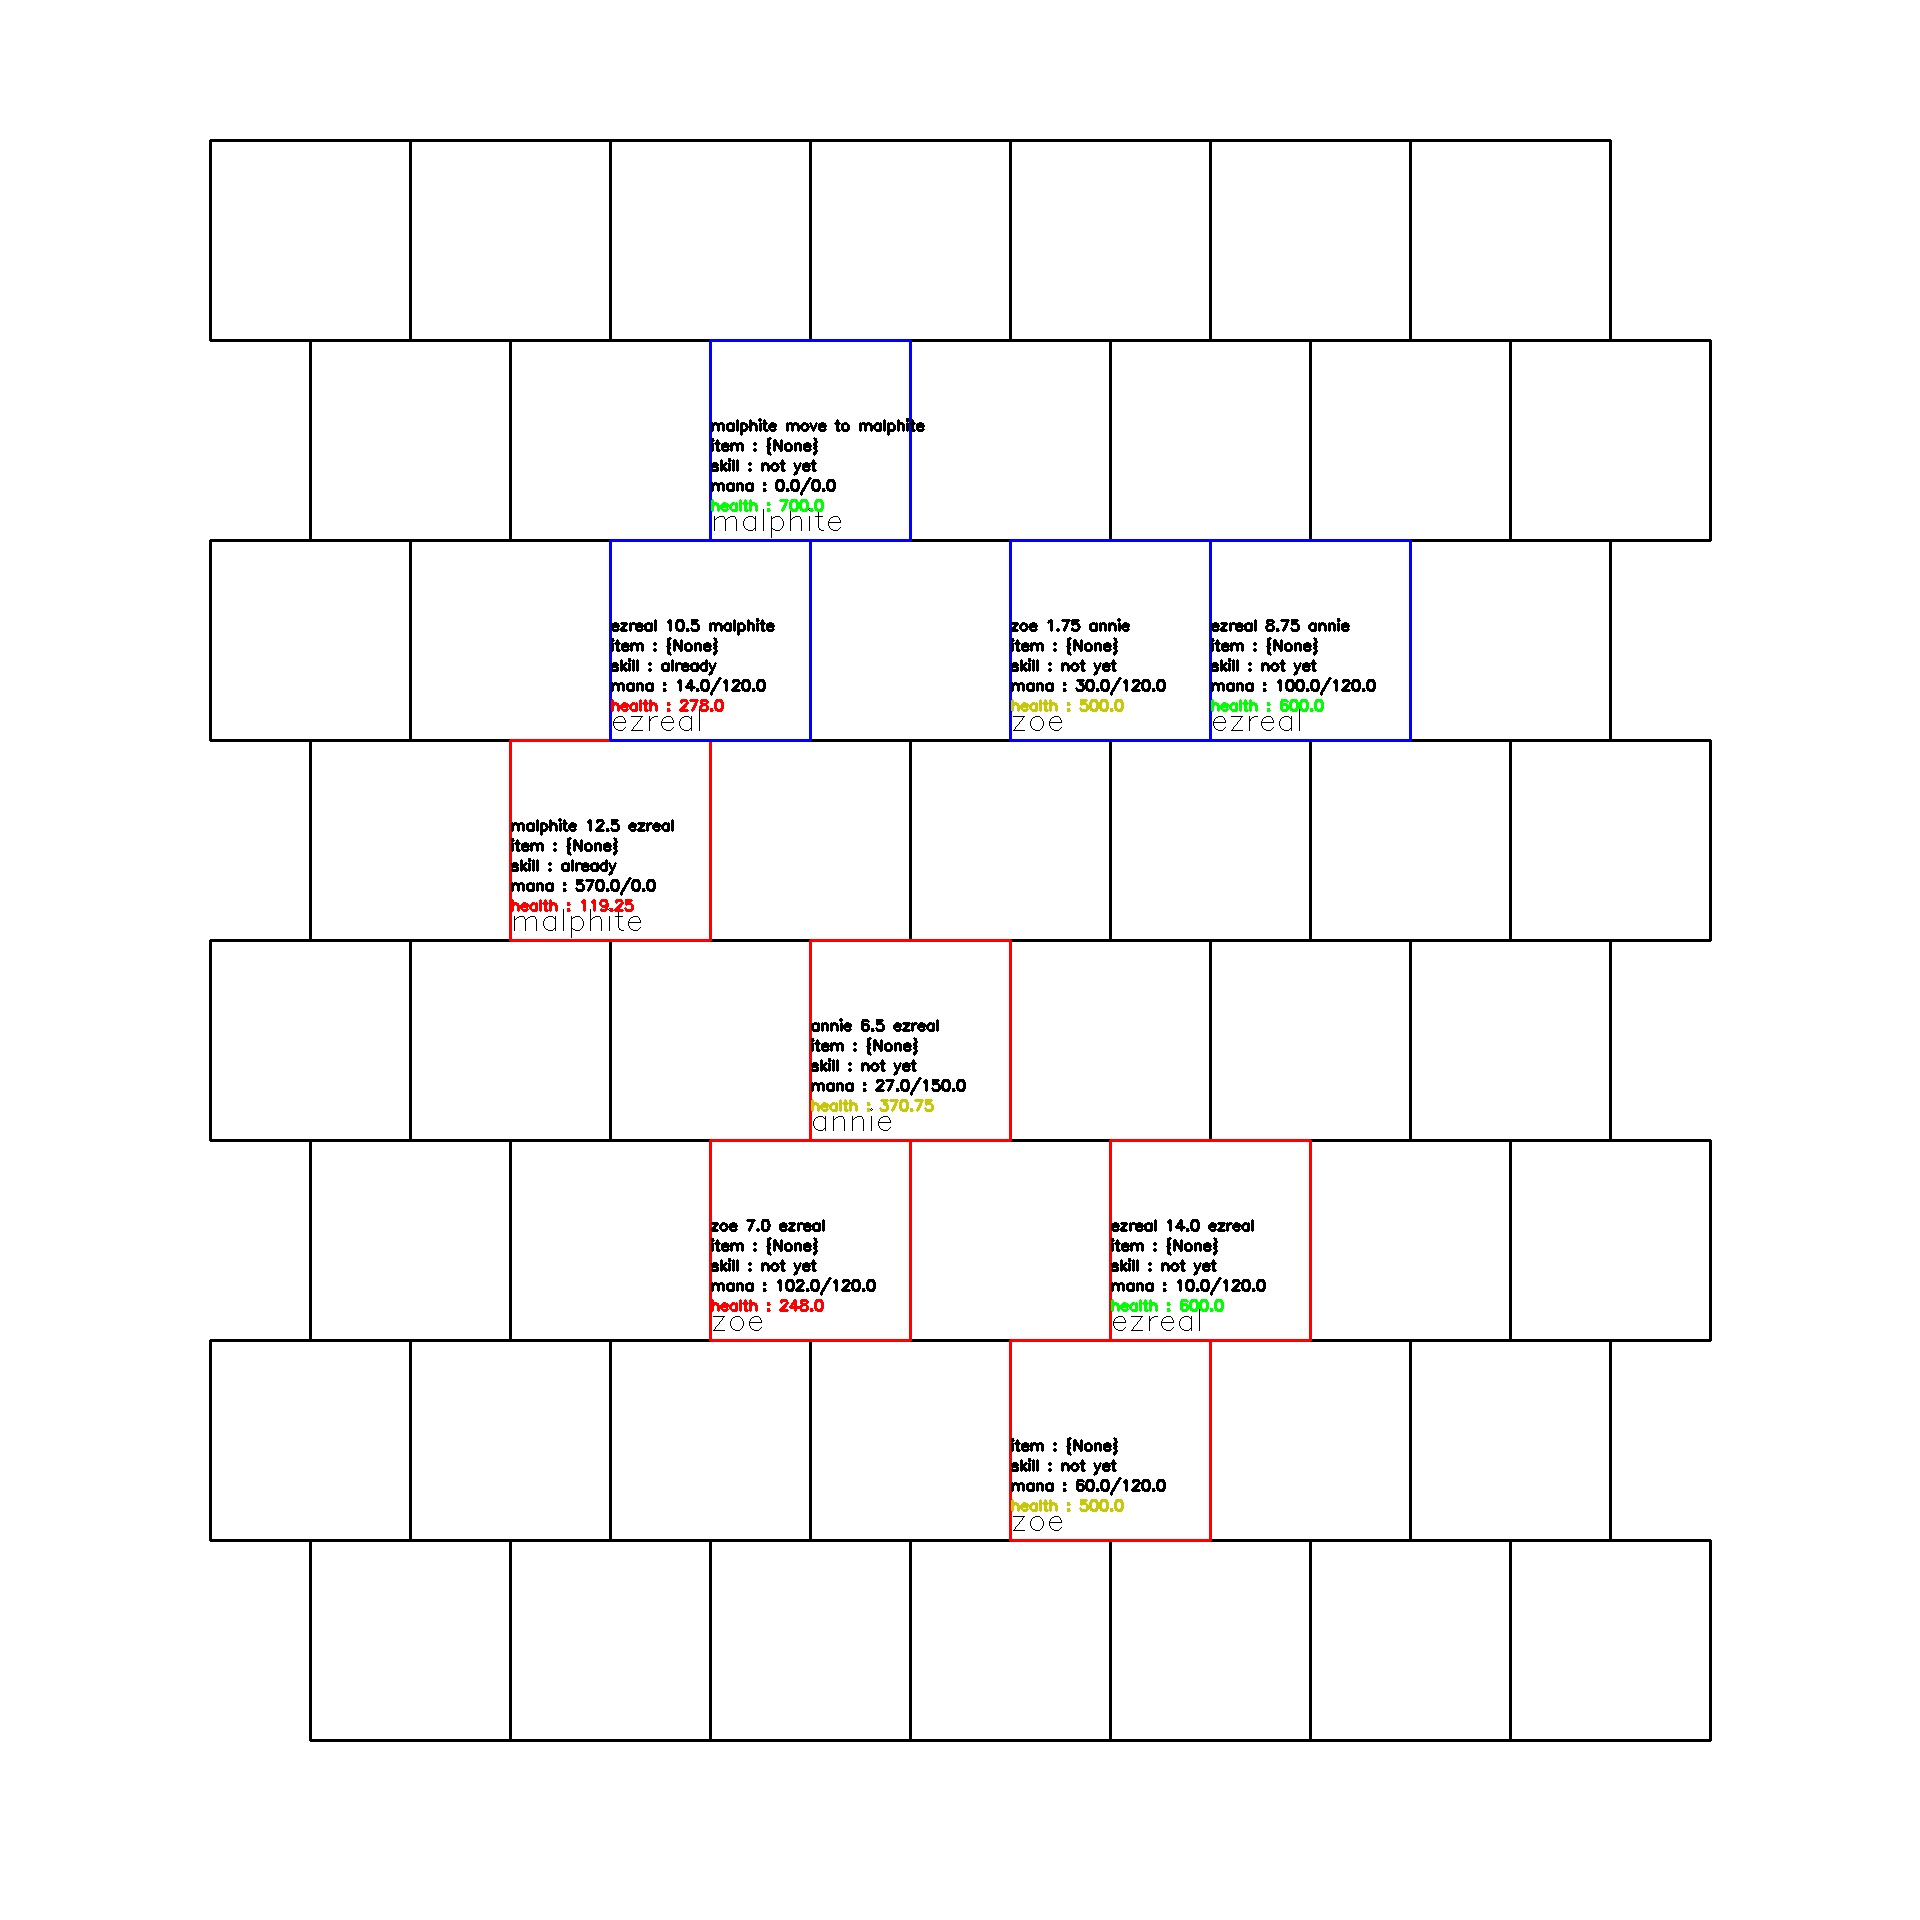 malphite move to malphite
item : {None}
skill : not yet
mana : 0.0/0.0
health : 700.0
malphite
ezreal 10.5 malphite
item : {None}
skill : already
mana : 14.0/120.0
health : 278.0
ezreal
zoe 1.75 annie
item : {None}
skill : not yet
mana : 30.0/120.0
health : 500.0
zoe
ezreal 8.75 annie
item : {None}
skill : not yet
mana : 100.0/120.0
health : 600.0
ezreal
malphite 12.5 ezreal
item : {None}
skill : already
mana : 570.0/0.0
health : 119.25
malphite
annie 6.5 ezreal
item : {None}
skill : not yet
mana : 27.0/150.0
health : 370.75
annie
zoe 7.0 ezreal
item : {None}
skill : not yet
mana : 102.0/120.0
health : 248.0
zoe
ezreal 14.0 ezreal
item : {None}
skill : not yet
mana : 10.0/120.0
health : 600.0
ezreal
item : {None}
skill : not yet
mana : 60.0/120.0
health : 500.0
zoe